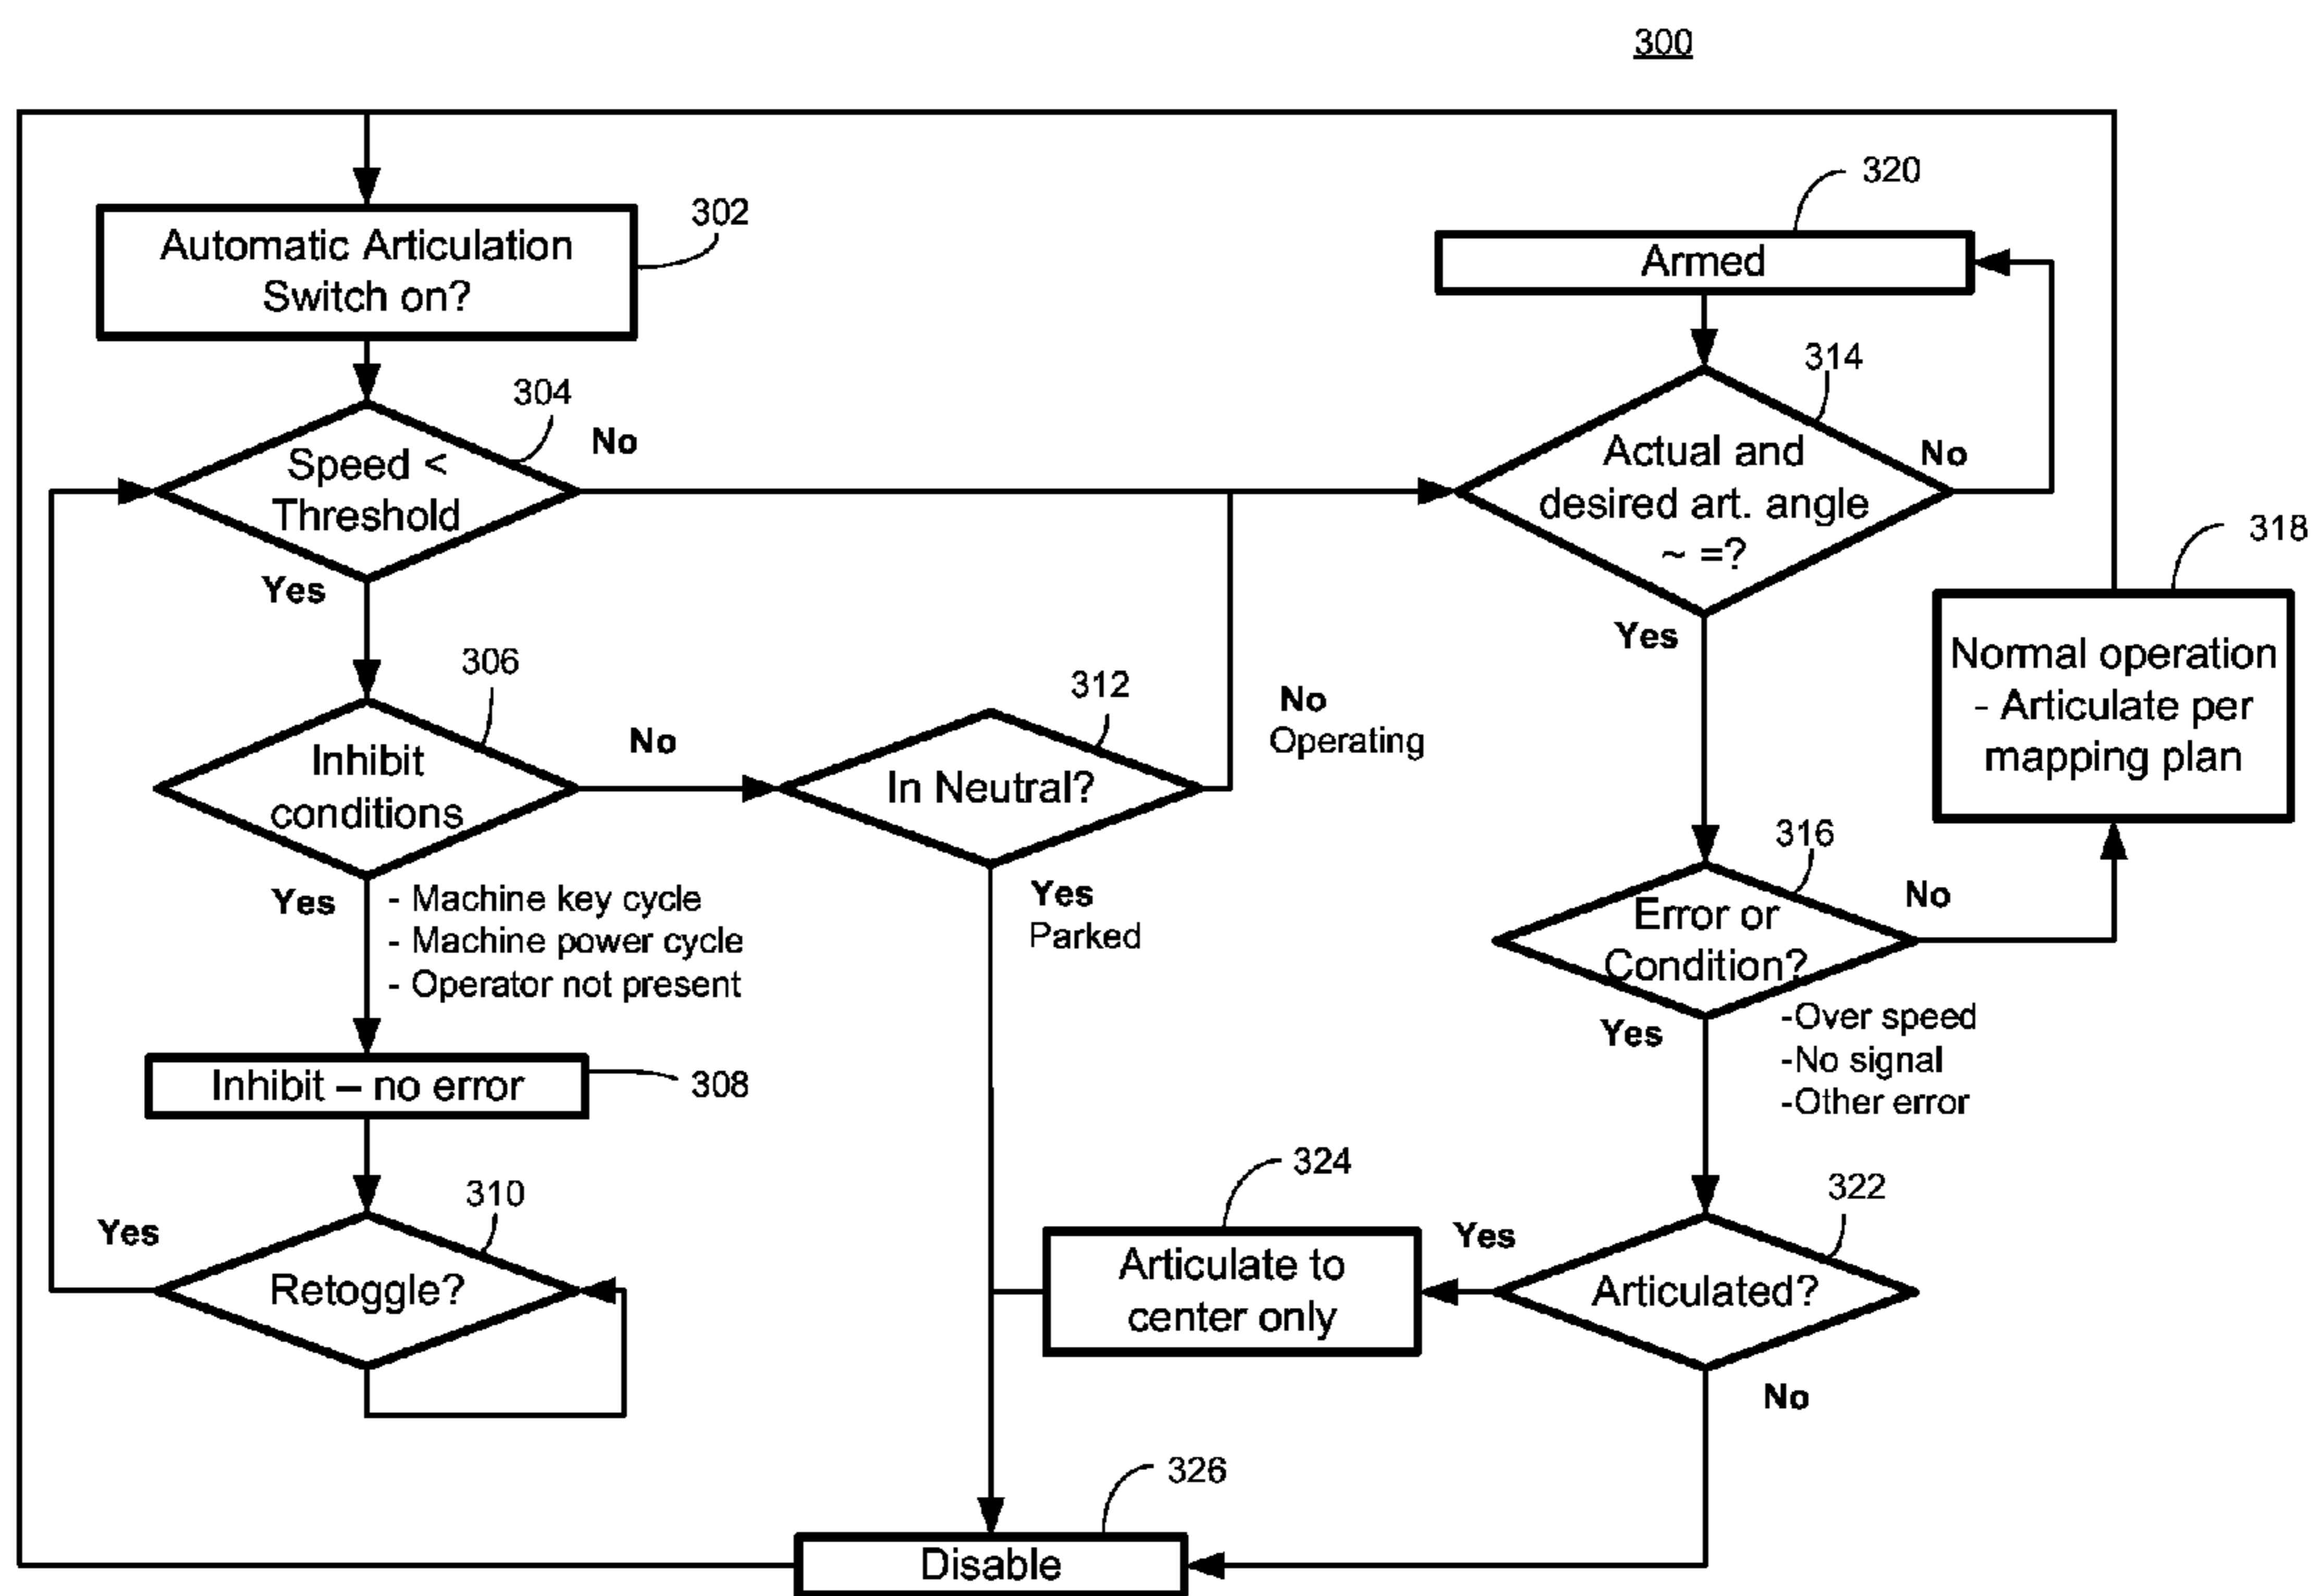 300
Automatic Articulation
Switch on?
302
304
Speed <
Threshold
No
Yes
306
Inhibit
conditions
No
Yes
- Machine key cycle
- Machine power cycle
- Operator not present
Inhibit – no error
308
310
Retoggle?
Yes
312
In Neutral?
No
Operating
Yes
Parked
320
Armed
314
Actual and
desired art. angle
~ =?
No
Yes
318
Normal operation
- Articulate per
mapping plan
316
Error or
Condition?
No
Yes
-Over speed
-No signal
-Other error
322
Articulated?
Yes
No
324
Articulate to
center only
326
Disable